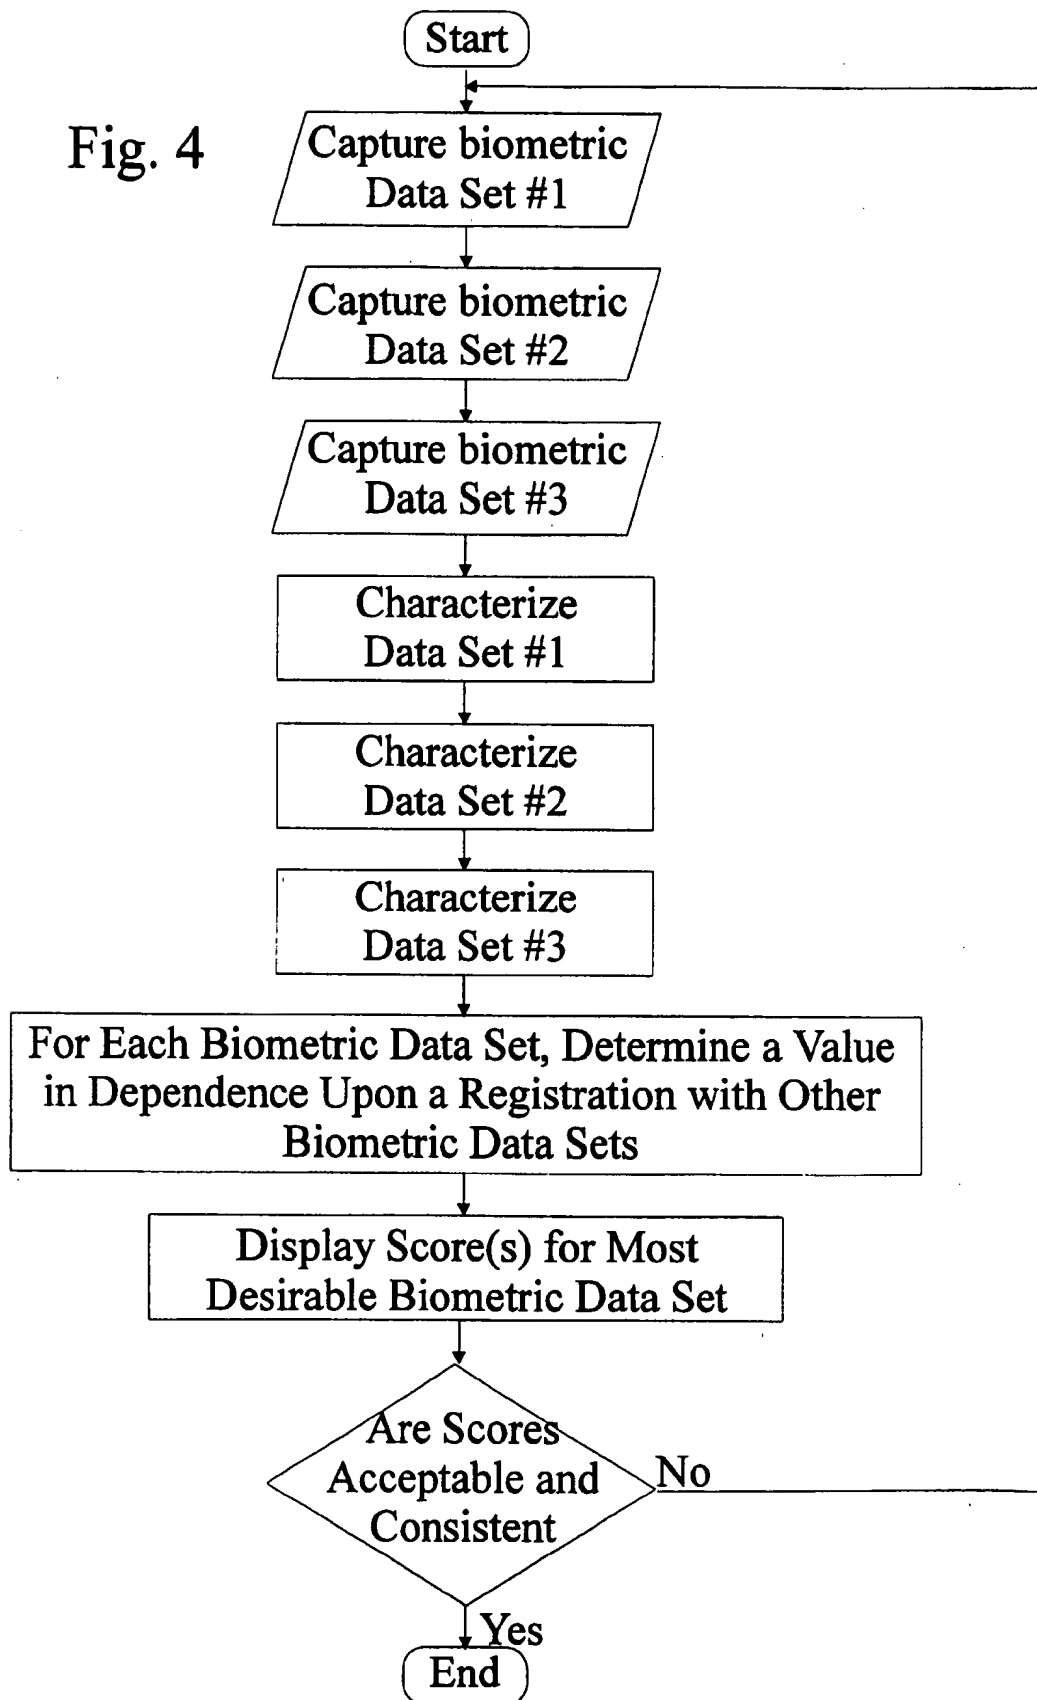 Start
Fig. 4
Capture biometric
Data Set #1
Capture biometric
Data Set #2
Capture biometric
Data Set #3
Characterize
Data Set #1
Characterize
Data Set #2
Characterize
Data Set #3
For Each Biometric Data Set, Determine a Value
in Dependence Upon a Registration with Other
Biometric Data Sets
Display Score(s) for Most
Desirable Biometric Data Set
Are Scores
Acceptable and
Consistent
No
Yes
End